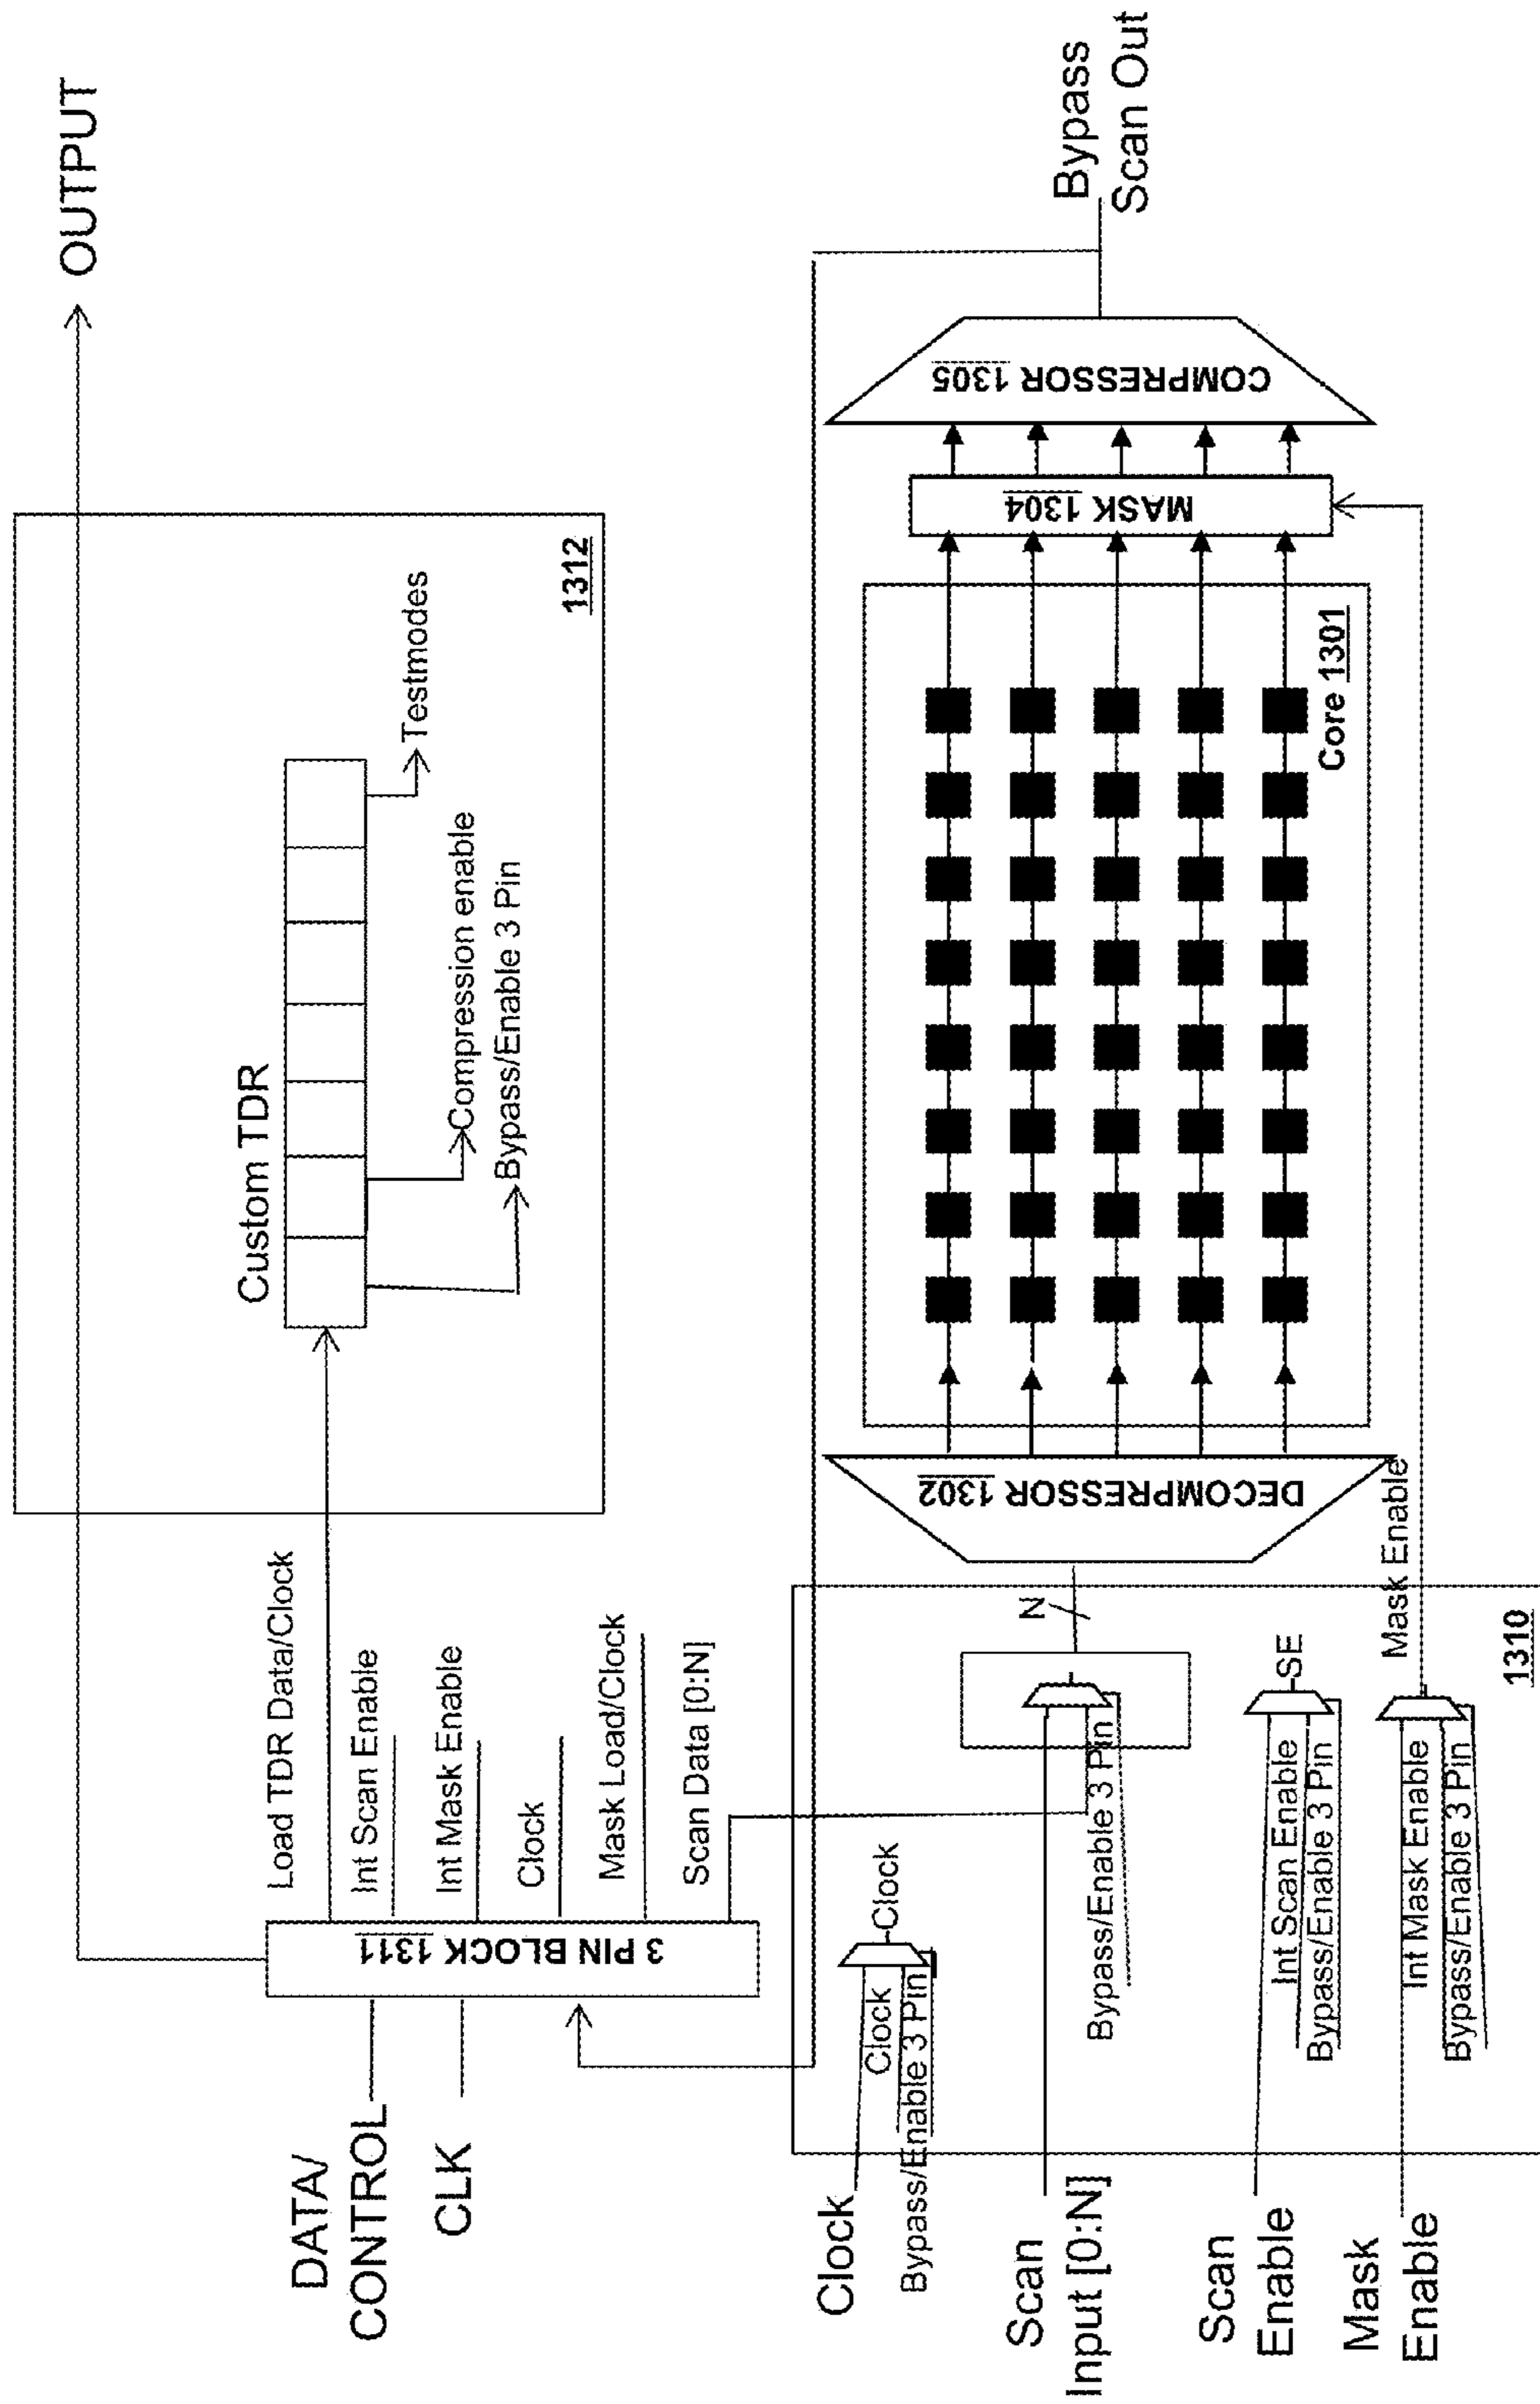 OUTPUT
1312
Custom TDR
Testmodes
Compression enable
Bypass/Enable 3 Pin
Load TDR Data/Clock
Int Scan Enable
Int Mask Enable
Clock
Mask Load/Clock
Scan Data [0:N]
3 PIN BLOCK 1311
DATA/
CONTROL
CLK
Clock
Clock
Bypass/Enable 3 Pin
Clock
Scan
Input [0:N]
Bypass/Enable 3 Pin
N
Scan
Enable
Int Scan Enable
Bypass/Enable 3 Pin
SE
Mask
Enable
Int Mask Enable
Bypass/Enable 3 Pin
Mask Enable
1310
DECOMPRESSOR 1302
Core 1301
MASK 1304
COMPRESSOR 1305
Bypass
Scan Out